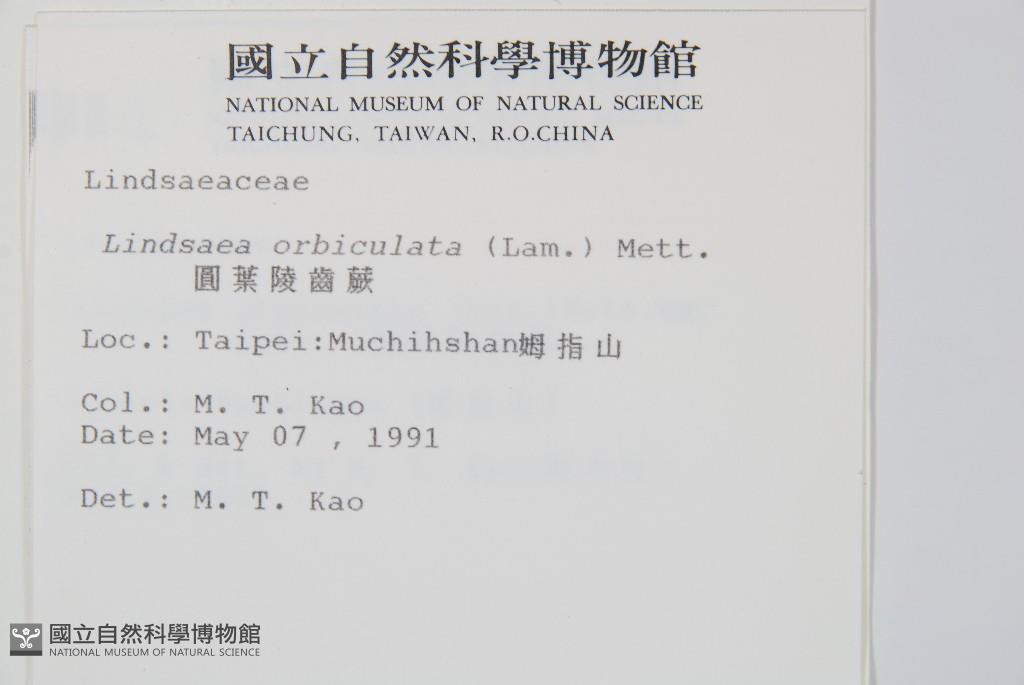 國立自然科學博物館
NATIONAL MUSEUM OF NATURAL SCIENCE
TAICHUNG, TAIWAN, R.O.CHINA
Lindsaeaceae
Lindsaea orbiculata (Lam.) Mett.
圓葉陵齒蕨
Loc.: Taipei:Muchihshan姆指山
Col.: M. T. Kao
Date: May 07 , 1991
Det.: M. T. Kao
國立自然科學博物館
NATIONAL MUSEUM OF NATURAL SCIENCE